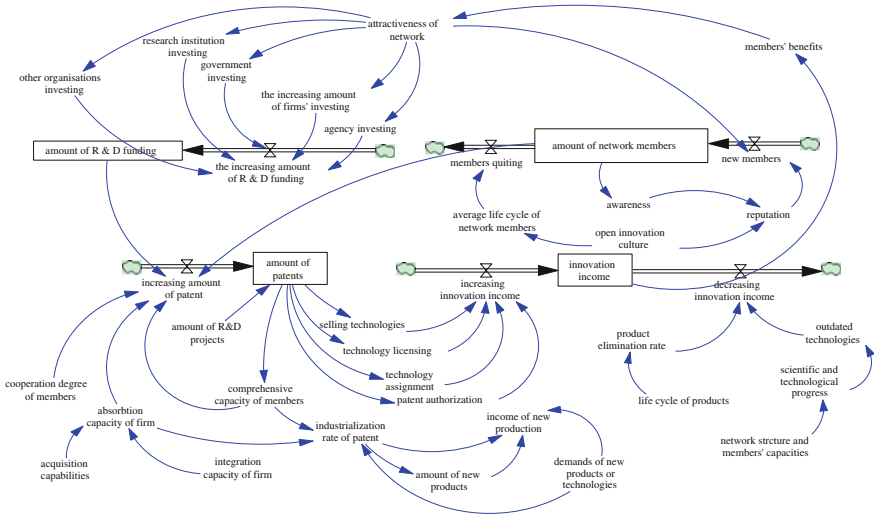 attractiveness of
network
research institution
investing
members' benefits
government
investing
other organisations
investing
the increasing amount
of firms' investing
agency investing
amount of R & D funding
amount of network members
the increasing amount
of R & D funding
members quiting
new members
awareness
reputation
average life cycle of
network members
open innovation
culture
amount of
patents
innovation
income
increasing amount
of patent
increasing
innovation income
decreasing
innovation income
amount of R&D
projects
selling technologies
technology licensing
product
elimination rate
outdated
technologies
technology
assignment
scientific and
technological
progress
cooperation degree
of members
comprehensive
capacity of members
patent authorization
life cycle of products
absorbtion
capacity of firm
industrialization
rate of patent
income of new
production
network strcture and
members' capacities
acquisition
capabilities
integration
capacity of firm
amount of new
products
demands of new
products or
technologies